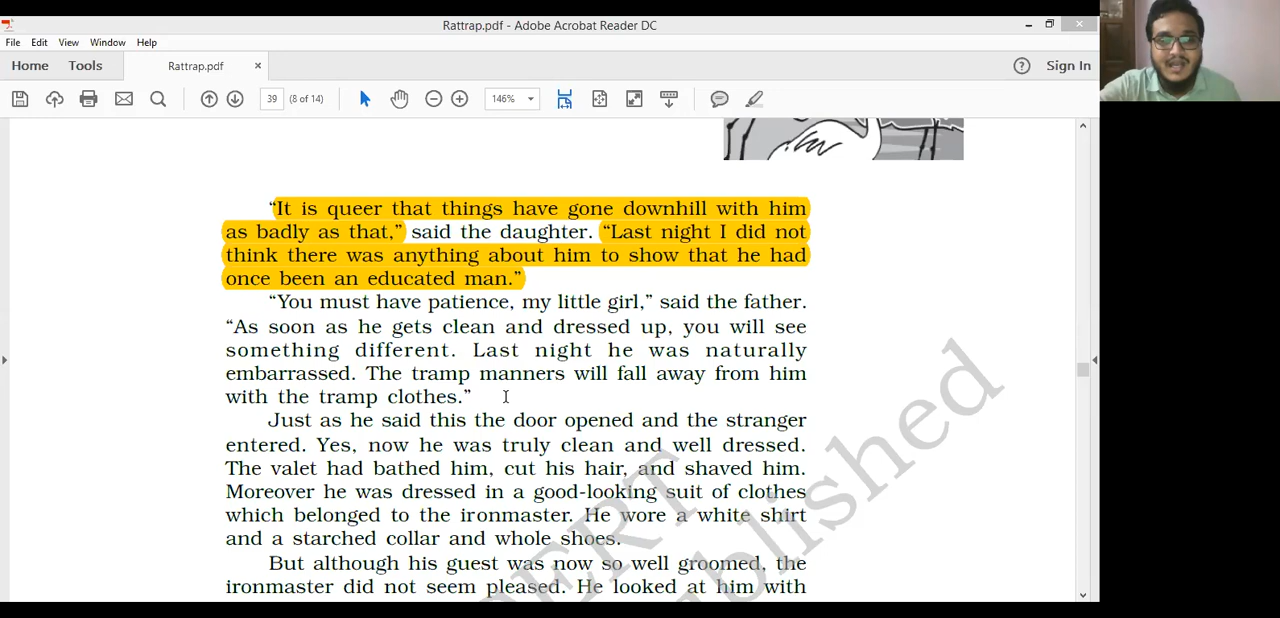 Rattrap.pdf - Adobe Acrobat Reader DC
File Edit View Window Help
Home Tools Rattrap.pdf × Sign In
39 (8 of 14) 146%
“It is queer that things have gone downhill with him
as badly as that,” said the daughter. “Last night I did not
think there was anything about him to show that he had
once been an educated man.”
“You must have patience, my little girl,” said the father.
“As soon as he gets clean and dressed up, you will see
something different. Last night he was naturally
embarrassed. The tramp manners will fall away from him
with the tramp clothes.”
Just as he said this the door opened and the stranger
entered. Yes, now he was truly clean and well dressed.
The valet had bathed him, cut his hair, and shaved him.
Moreover he was dressed in a good-looking suit of clothes
which belonged to the ironmaster. He wore a white shirt
and a starched collar and whole shoes.
But although his guest was now so well groomed, the
ironmaster did not seem pleased. He looked at him with